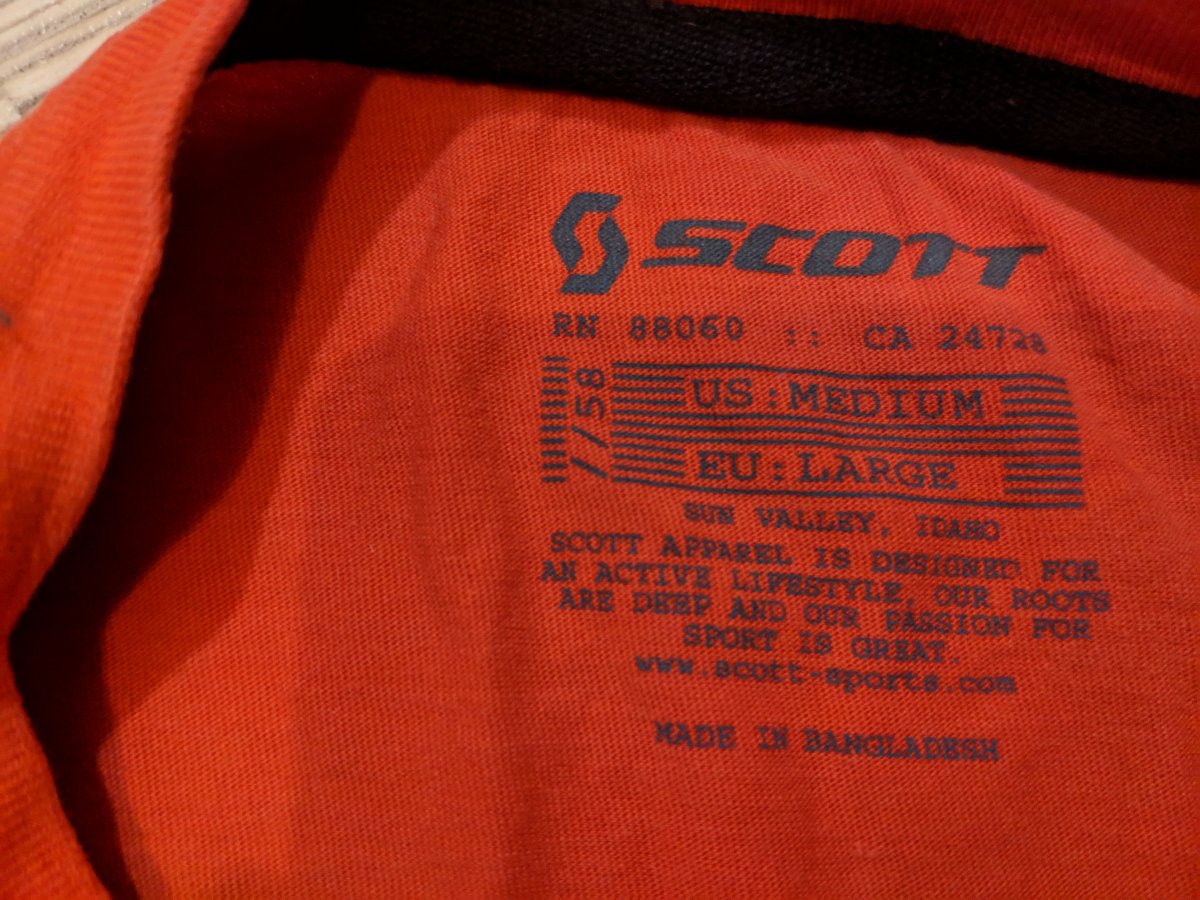 SCOTT
RN 88060 :: CA 24728
//58
US:MEDIUM
EU:LARGE
SUN VALLEY, IDAHO
SCOTT APPAREL IS DESIGNED FOR
AN ACTIVE LIFESTYLE, OUR ROOTS
ARE DEEP AND OUR PASSION FOR
SPORT IS GREAT.
www.scott-sports.com
MADE IN BANGLADESH